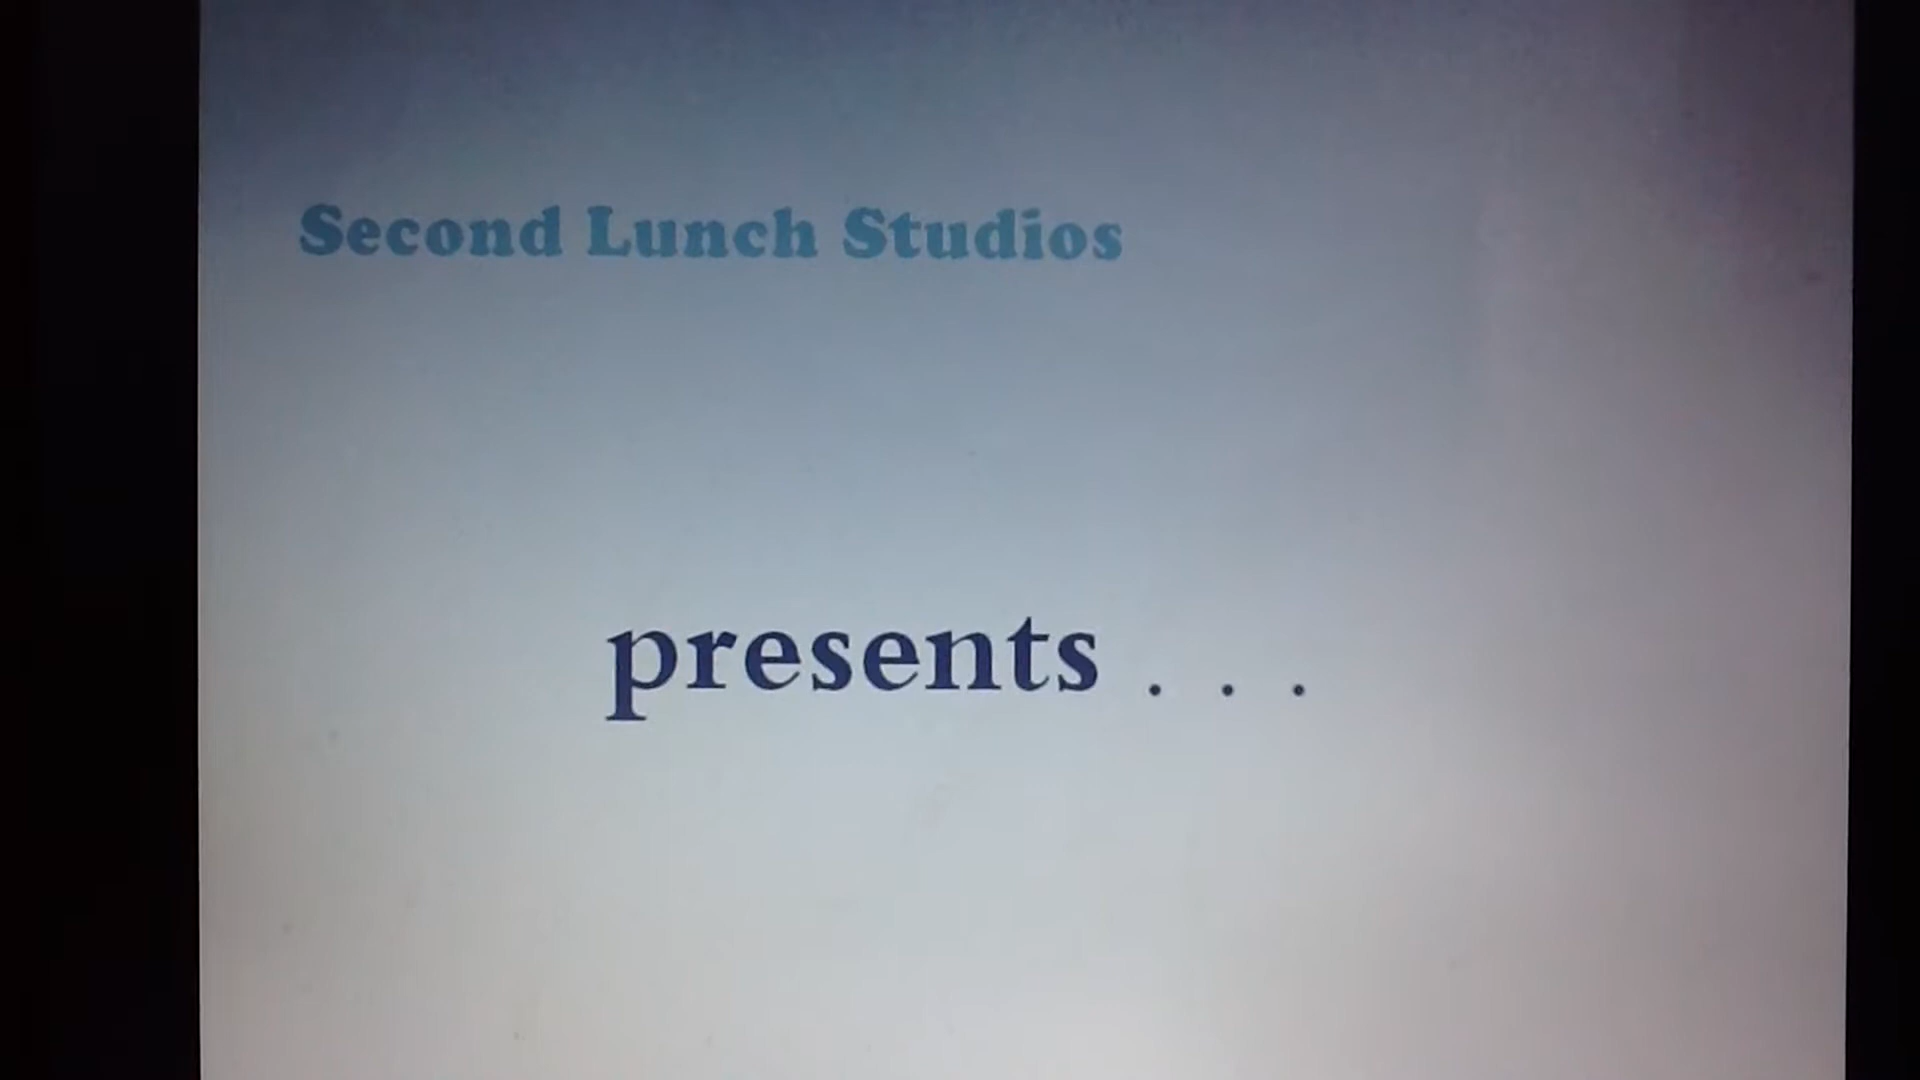 Second Lunch Studios
presents . . .